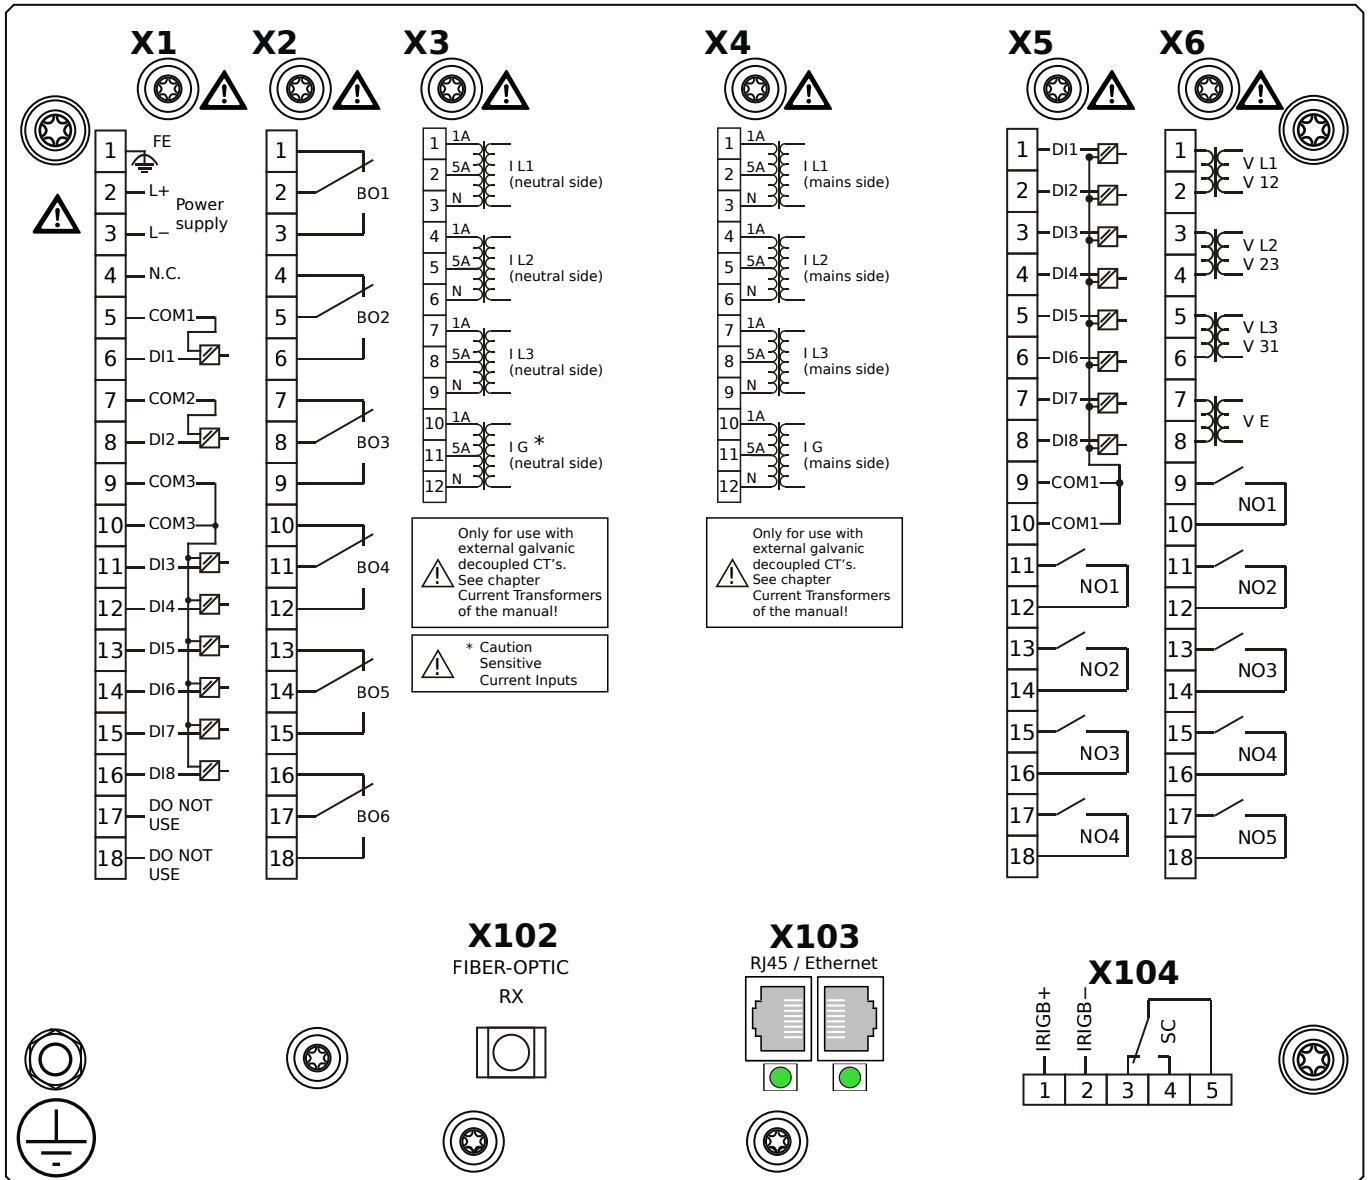 X1
X2
X3
X4
X5
X6
1 FE
2 L+
Power
supply
3 L−
4 N.C.
5 COM1
6 DI1
7 COM2
8 DI2
9 COM3
10 COM3
11 DI3
12 DI4
13 DI5
14 DI6
15 DI7
16 DI8
17 DO NOT
USE
18 DO NOT
USE
1
2 BO1
3
4
5 BO2
6
7
8 BO3
9
10
11 BO4
12
13
14 BO5
15
16
17 BO6
18
1 1A
2 5A
3 N
I L1
(neutral side)
4 1A
5 5A
6 N
I L2
(neutral side)
7 1A
8 5A
9 N
I L3
(neutral side)
10 1A
11 5A
12 N
I G *
(neutral side)
Only for use with
external galvanic
decoupled CT’s.
See chapter
Current Transformers
of the manual!
* Caution
Sensitive
Current Inputs
1 1A
2 5A
3 N
I L1
(mains side)
4 1A
5 5A
6 N
I L2
(mains side)
7 1A
8 5A
9 N
I L3
(mains side)
10 1A
11 5A
12 N
I G
(mains side)
Only for use with
external galvanic
decoupled CT’s.
See chapter
Current Transformers
of the manual!
1 DI1
2 DI2
3 DI3
4 DI4
5 DI5
6 DI6
7 DI7
8 DI8
9 COM1
10 COM1
11
NO1
12
13
NO2
14
15
NO3
16
17
NO4
18
1
V L1
2
V 12
3
V L2
4
V 23
5
V L3
6
V 31
7
V E
8
9
NO1
10
11
NO2
12
13
NO3
14
15
NO4
16
17
NO5
18
X102
FIBER-OPTIC
RX
X103
RJ45 / Ethernet
X104
IRIGB+
IRIGB−
SC
1 2 3 4 5